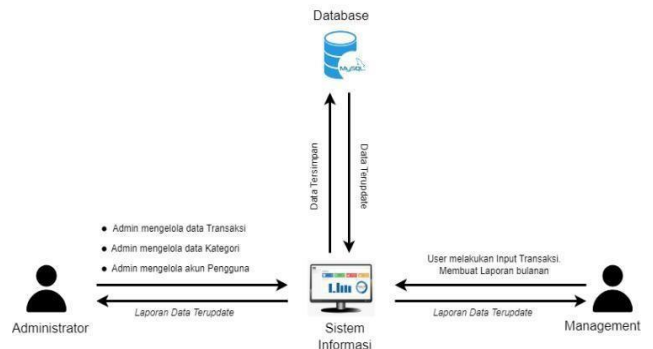 Database
MySQL
Data Tersimpan
Data Terupdate
● Admin mengelola data Transaksi
● Admin mengelola data Kategori
● Admin mengelola akun Pengguna
User melakukan Input Transaksi.
Membuat Laporan bulanan
Laporan Data Terupdate
Laporan Data Terupdate
Administrator
Sistem
Informasi
Management